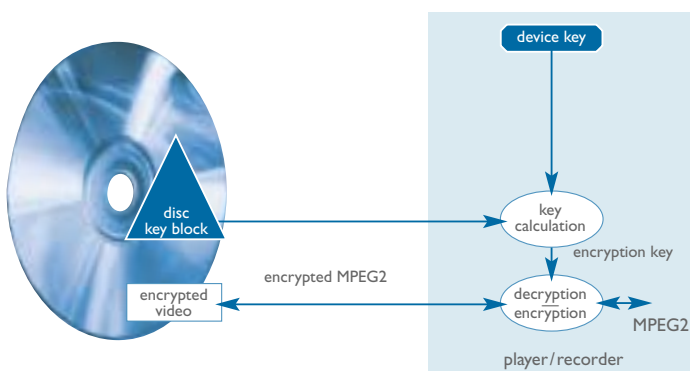 device key
disc
key block
key
calculation
encryption key
encrypted MPEG2
encrypted
video
decryption
encryption
MPEG2
player/recorder